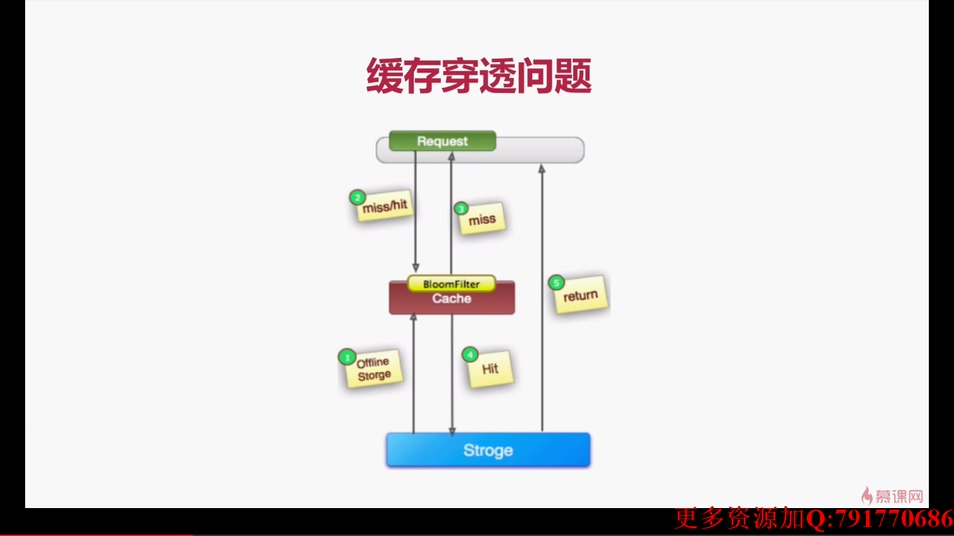 缓存穿透问题
Request
2
miss/hit
3
miss
BloomFilter
Cache
5
return
1
Offline
Storge
4
Hit
Stroge
慕课网
更多资源加Q:791770686